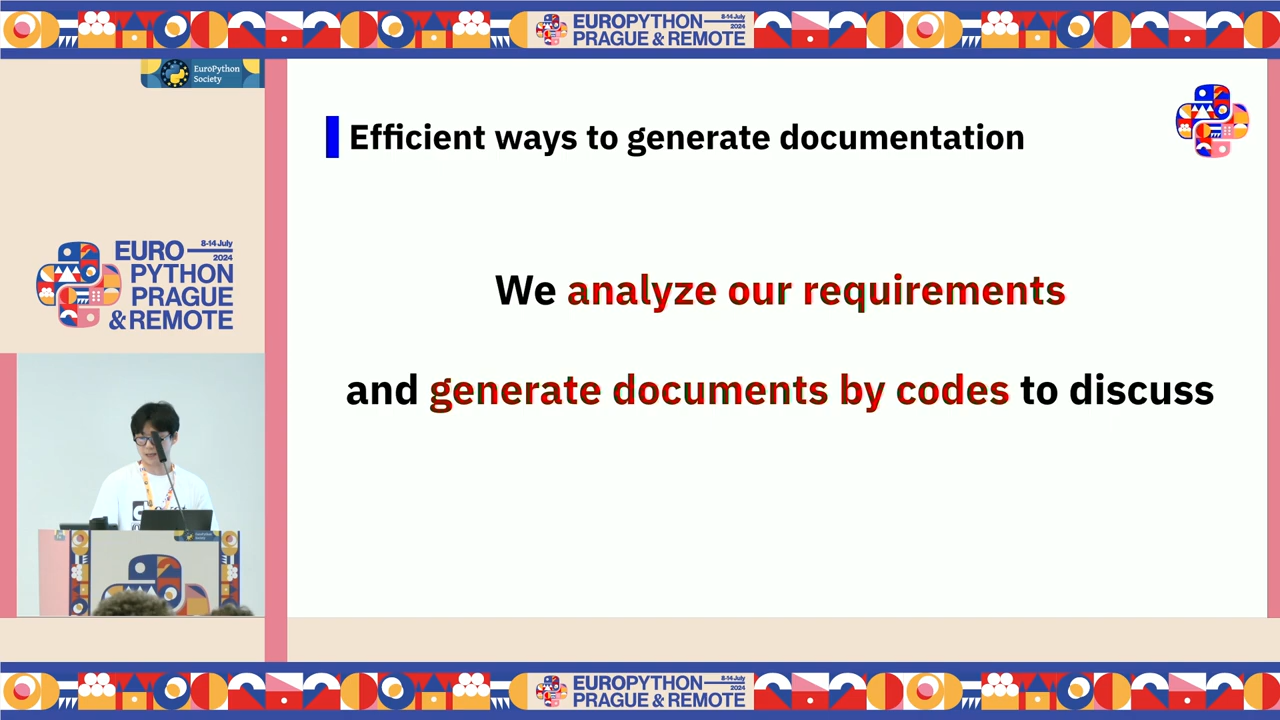 EUROPYTHON
8-14 July
2024
PRAGUE & REMOTE
EuroPython
Society
Efficient ways to generate documentation
EURO
8-14 July
2024
PYTHON
PRAGUE
& REMOTE
We analyze our requirements
and generate documents by codes to discuss
EUROPYTHON
8-14 July
2024
PRAGUE & REMOTE